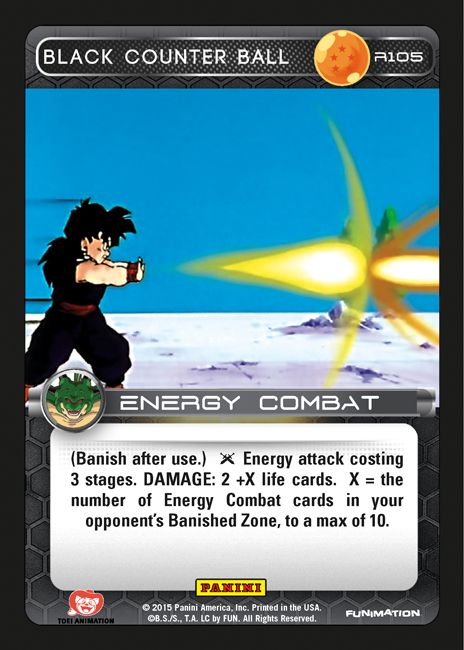 BLACK COUNTER BALL R105
ENERGY COMBAT
(Banish after use.) Energy attack costing
3 stages. DAMAGE: 2 +X life cards. X = the
number of Energy Combat cards in your
opponent's Banished Zone, to a max of 10.
PANINI
© 2015 Panini America, Inc. Printed in the USA.
©B.S./S., T.A. LC by FUN. All Rights Reserved.
TOEI ANIMATION
FUNIMATION